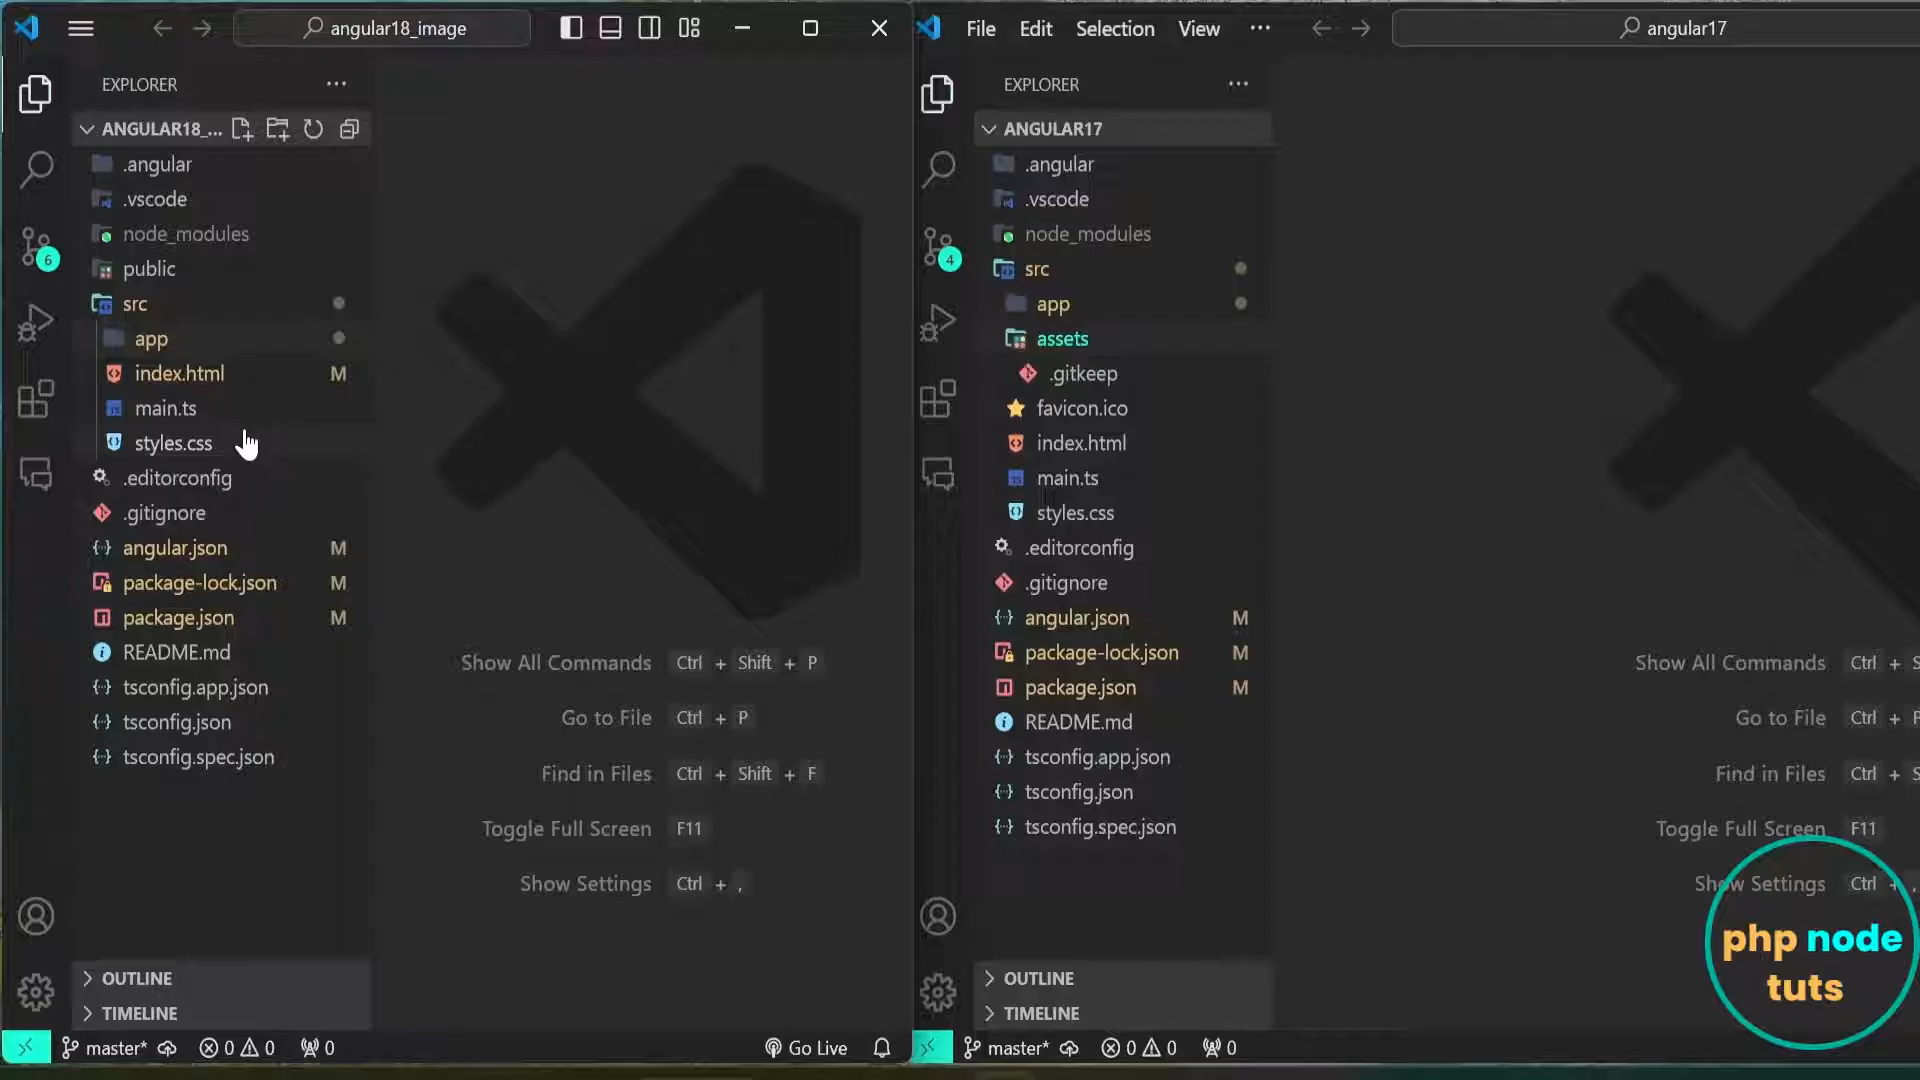 angular18_image
EXPLORER
ANGULAR18_...
.angular
.vscode
node_modules
public
src
app
index.html M
main.ts
styles.css
.editorconfig
.gitignore
angular.json M
package-lock.json M
package.json M
README.md
tsconfig.app.json
tsconfig.json
tsconfig.spec.json
6
Show All Commands Ctrl + Shift + P
Go to File Ctrl + P
Find in Files Ctrl + Shift + F
Toggle Full Screen F11
Show Settings Ctrl + ,
OUTLINE
TIMELINE
master* 0 0 0 Go Live
File Edit Selection View ... angular17
EXPLORER
ANGULAR17
.angular
.vscode
node_modules
src
app
assets
.gitkeep
favicon.ico
index.html
main.ts
styles.css
.editorconfig
.gitignore
angular.json M
package-lock.json M
package.json M
README.md
tsconfig.app.json
tsconfig.json
tsconfig.spec.json
4
Show All Commands Ctrl + S
Go to File Ctrl + P
Find in Files Ctrl + S
Toggle Full Screen F11
Show Settings Ctrl + ,
OUTLINE
TIMELINE
master* 0 0 0
php node
tuts